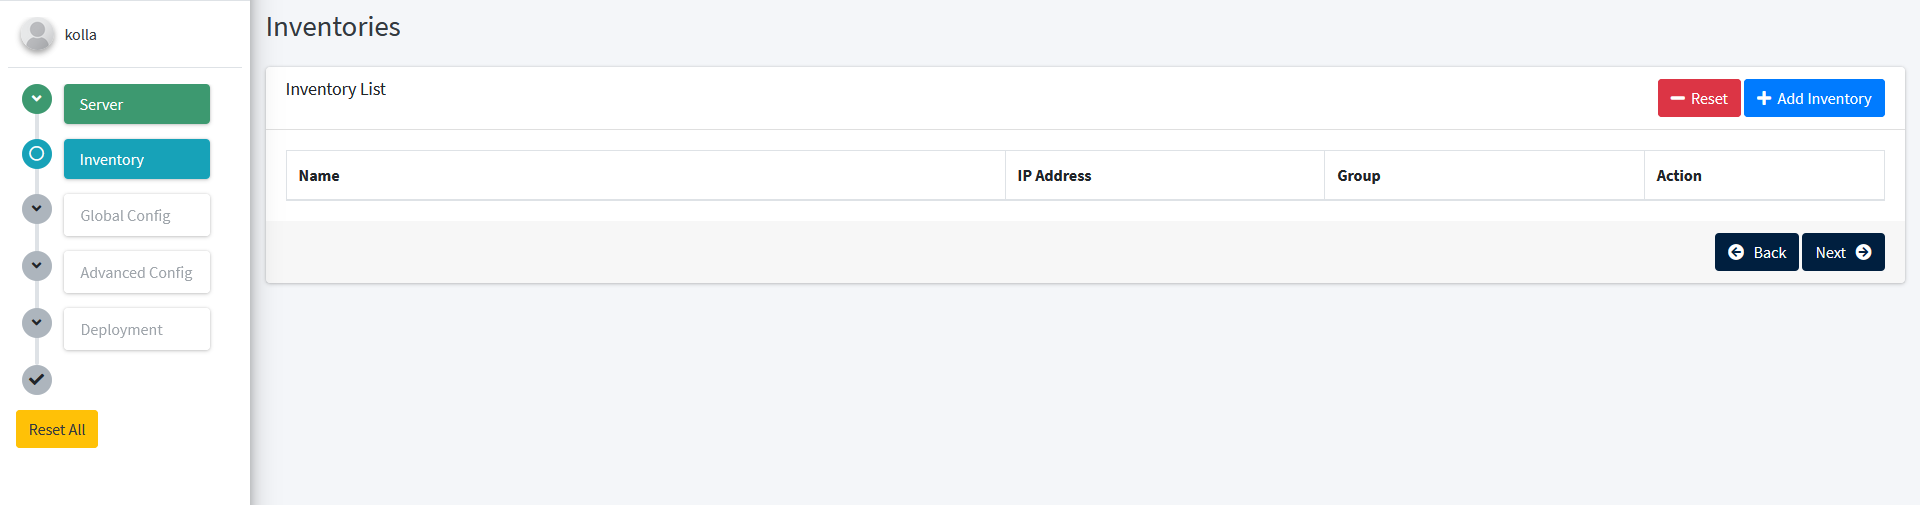 kolla
Server
Inventory
Global Config
Advanced Config
Deployment
Reset All
Inventories
Inventory List
Reset
Add Inventory
Name IP Address Group Action
Back
Next